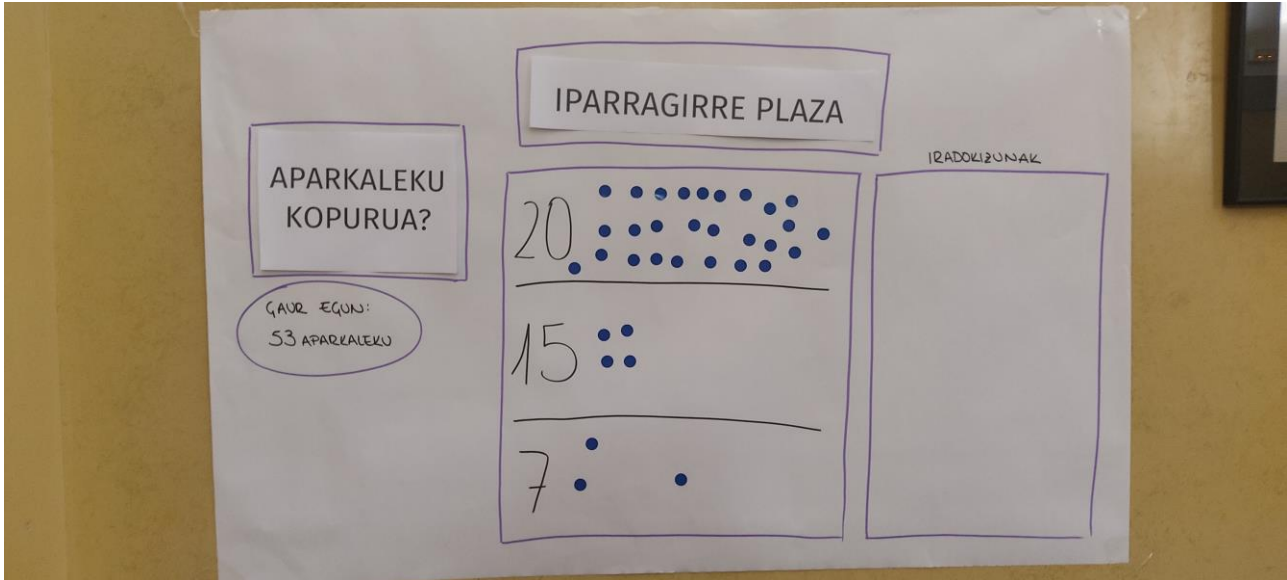 IPARRAGIRRE PLAZA
APARKALEKU
KOPURUA?
GAUR EGUN:
53 APARKALEKU
20
15
7
IRADOKIZUNAK